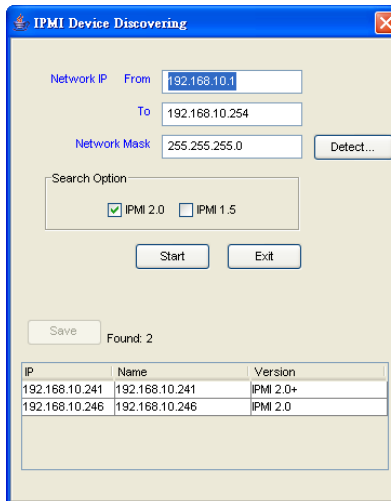 IPMI Device Discovering
Network IP From 192.168.10.1
To 192.168.10.254
Network Mask 255.255.255.0 Detect...
Search Option
IPMI 2.0 IPMI 1.5
Start Exit
Save Found: 2
IP Name Version
192.168.10.241 192.168.10.241 IPMI 2.0+
192.168.10.246 192.168.10.246 IPMI 2.0